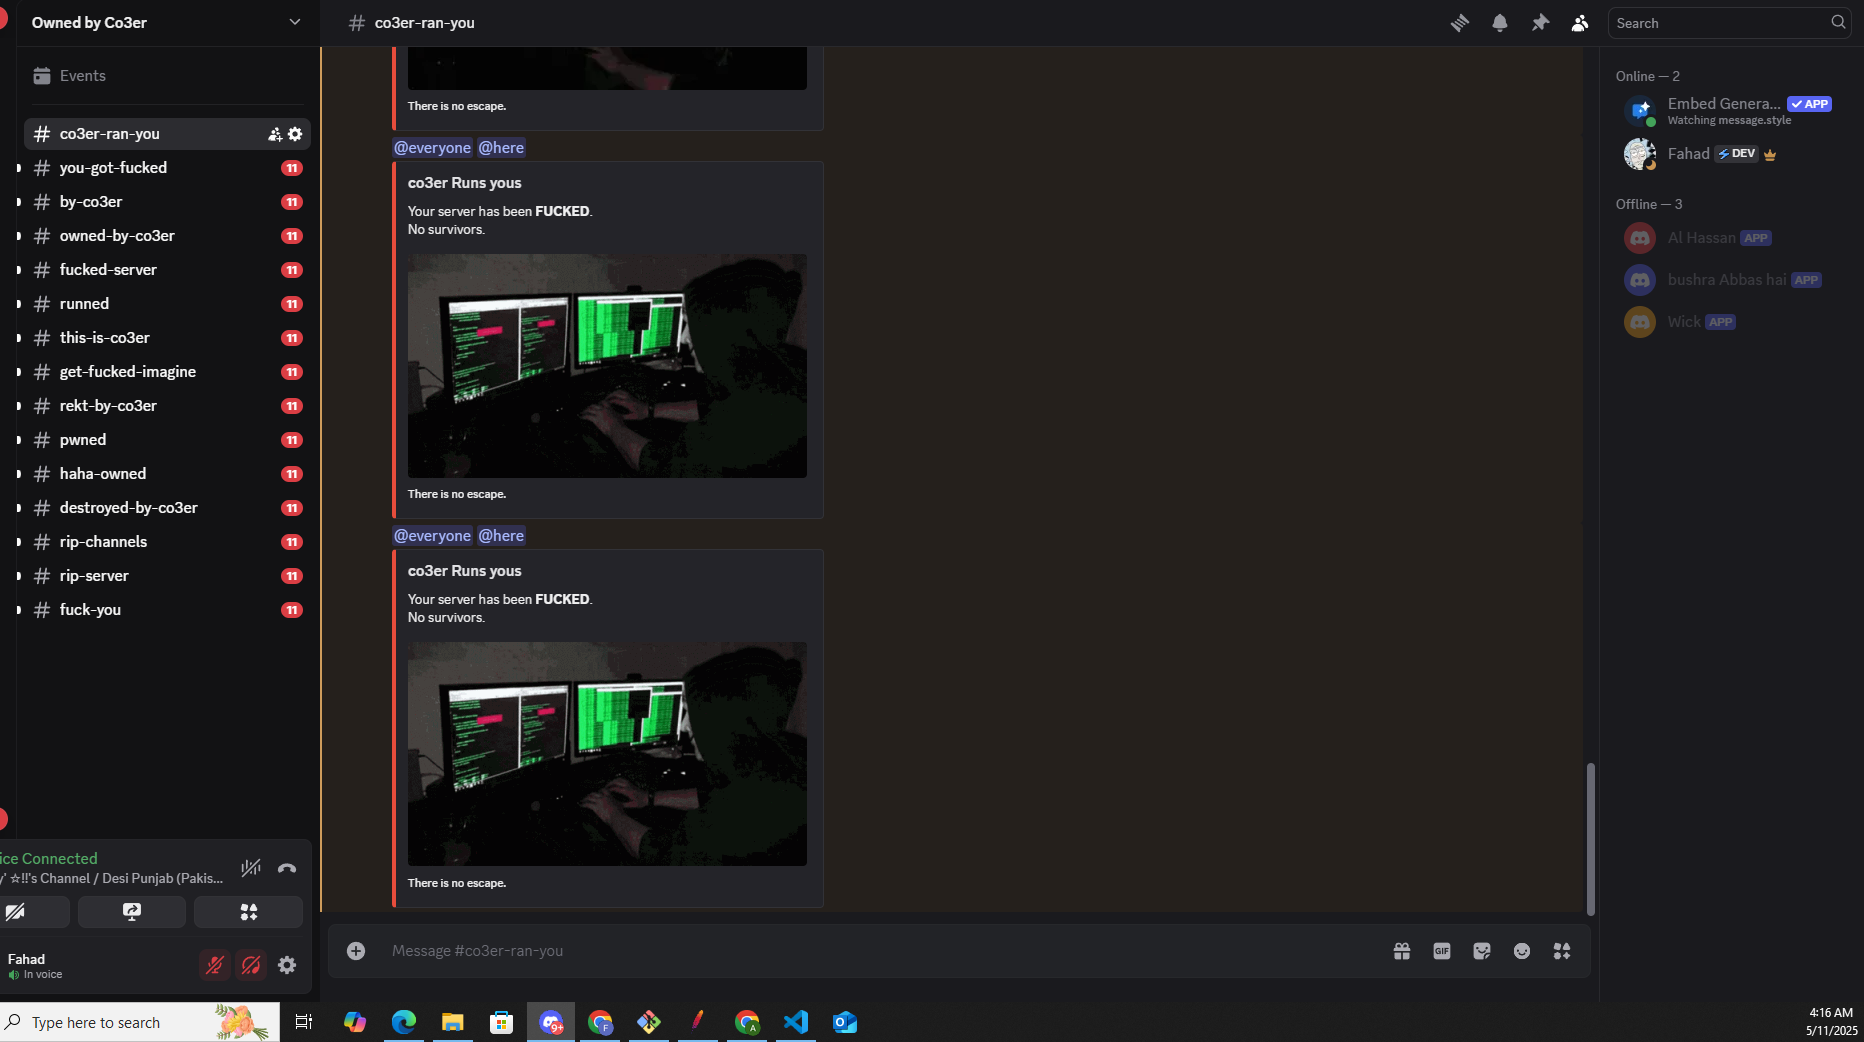 Owned by Co3er
Events
co3er-ran-you
you-got-fucked 11
by-co3er 11
owned-by-co3er 11
fucked-server 11
runned 11
this-is-co3er 11
get-fucked-imagine 11
rekt-by-co3er 11
pwned 11
haha-owned 11
destroyed-by-co3er 11
rip-channels 11
rip-server 11
fuck-you 11
ice Connected
y' ☆!!'s Channel / Desi Punjab (Pakis...
Fahad
In voice
# co3er-ran-you
Search
There is no escape.
@everyone @here
co3er Runs yous
Your server has been FUCKED.
No survivors.
There is no escape.
@everyone @here
co3er Runs yous
Your server has been FUCKED.
No survivors.
There is no escape.
Message #co3er-ran-you
GIF
Online — 2
Embed Genera... ✓ APP
Watching message.style
Fahad DEV
Offline — 3
Al Hassan APP
bushra Abbas hai APP
Wick APP
Type here to search
9+
F
A
4:16 AM
5/11/2025